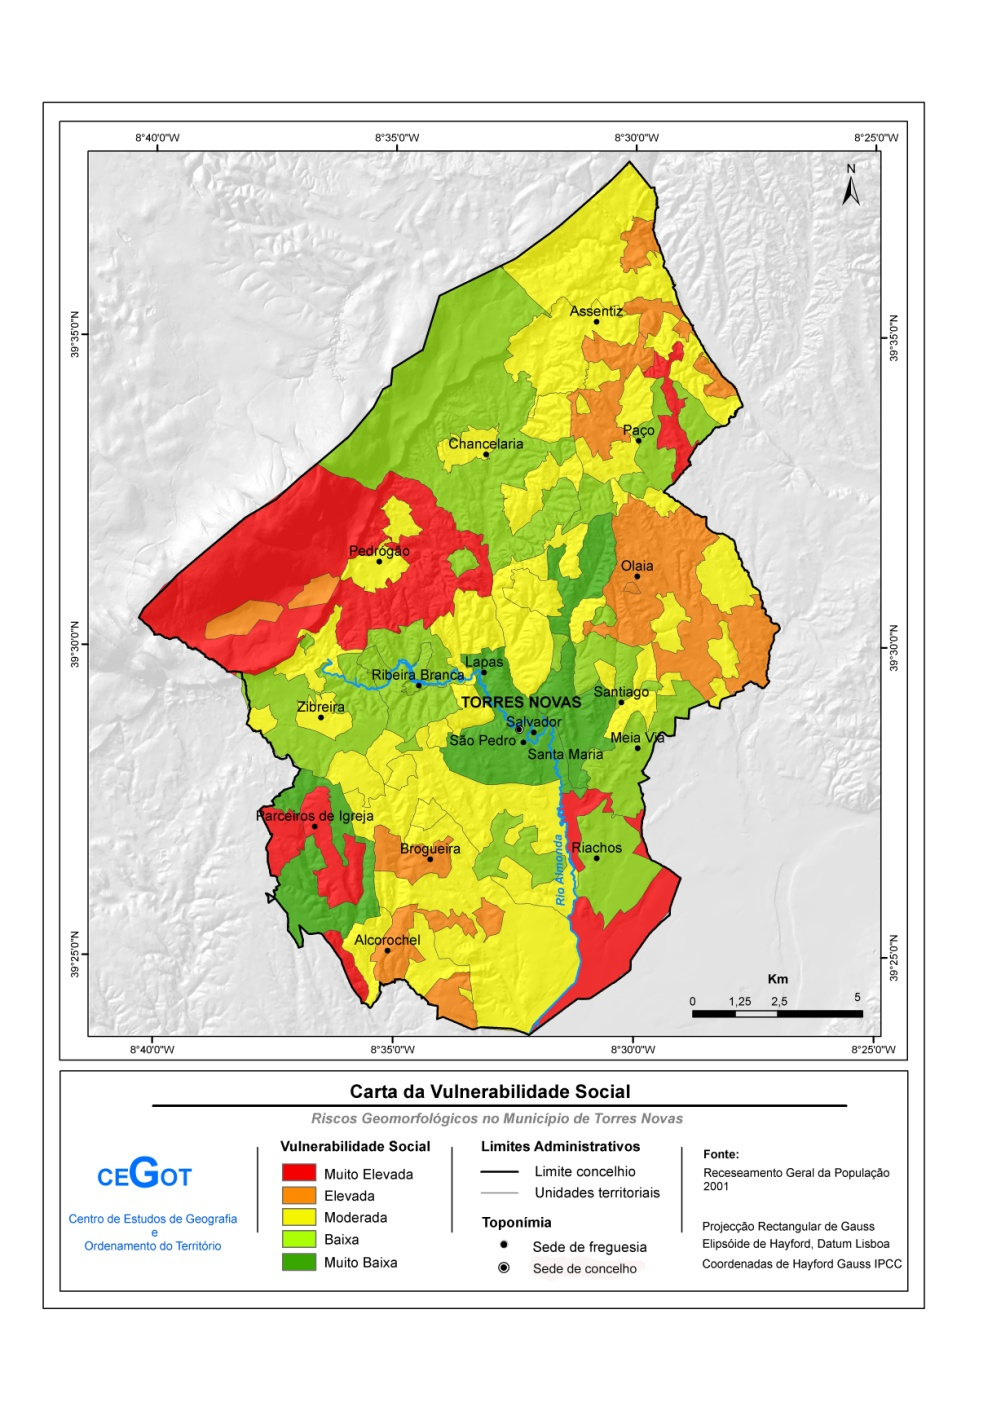 8°40'0"W 8°35'0"W 8°30'0"W 8°25'0"W
N
39°35'0"N
39°35'0"N
Assentiz
Paço
Chancelaria
Pedrógão
Olaia
39°30'0"N
39°30'0"N
Lapas
Ribeira Branca
Santiago
TORRES NOVAS
Zibreira
Salvador
São Pedro
Meia Via
Santa Maria
Parceiros de Igreja
Riachos
Brogueira
Rio Almonda
Alcorochel
39°25'0"N
39°25'0"N
Km
0 1,25 2,5 5
8°40'0"W 8°35'0"W 8°30'0"W 8°25'0"W
Carta da Vulnerabilidade Social
Riscos Geomorfológicos no Município de Torres Novas
CEGOT
Centro de Estudos de Geografia
e
Ordenamento do Território
Vulnerabilidade Social
Muito Elevada
Elevada
Moderada
Baixa
Muito Baixa
Limites Administrativos
Limite concelhio
Unidades territoriais
Toponímia
Sede de freguesia
Sede de concelho
Fonte:
Receseamento Geral da População
2001
Projecção Rectangular de Gauss
Elipsóide de Hayford, Datum Lisboa
Coordenadas de Hayford Gauss IPCC